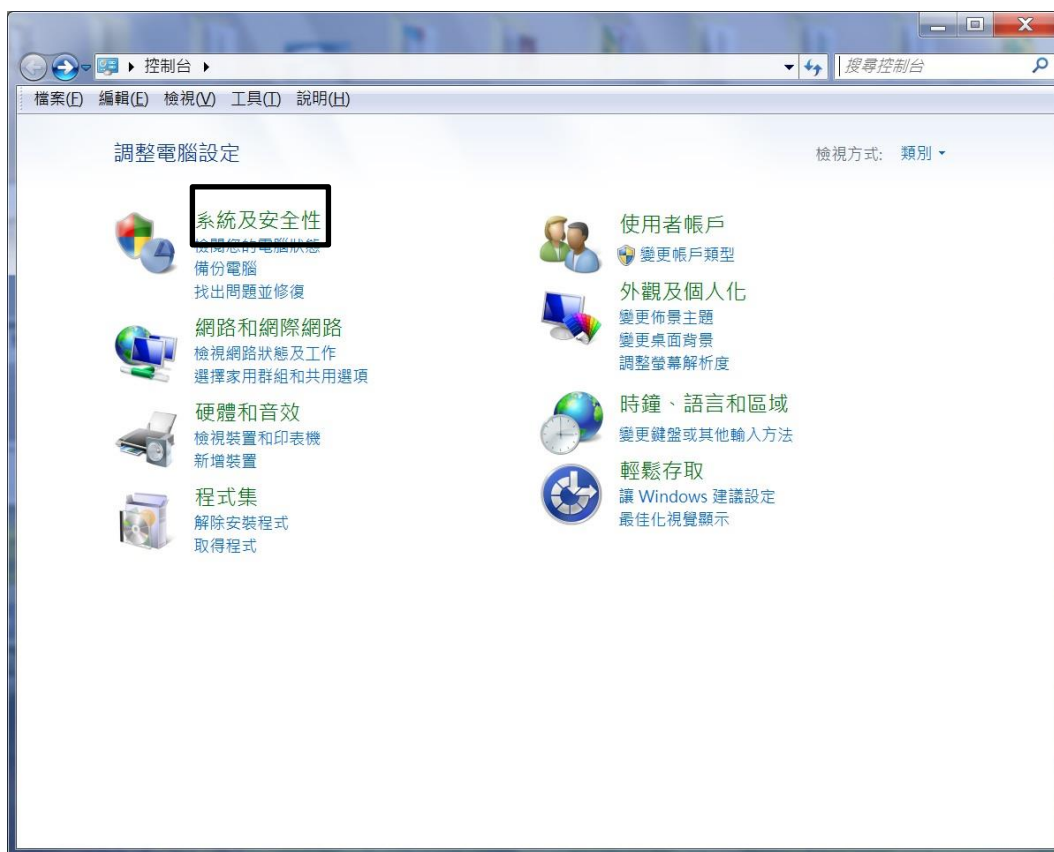 控制台
搜尋控制台
檔案(F) 編輯(E) 檢視(V) 工具(T) 說明(H)
調整電腦設定
檢視方式: 類別
系統及安全性
檢閱您的電腦狀態
備份電腦
找出問題並修復
網路和網際網路
檢視網路狀態及工作
選擇家用群組和共用選項
硬體和音效
檢視裝置和印表機
新增裝置
程式集
解除安裝程式
取得程式
使用者帳戶
變更帳戶類型
外觀及個人化
變更佈景主題
變更桌面背景
調整螢幕解析度
時鐘、語言和區域
變更鍵盤或其他輸入方法
輕鬆存取
讓 Windows 建議設定
最佳化視覺顯示